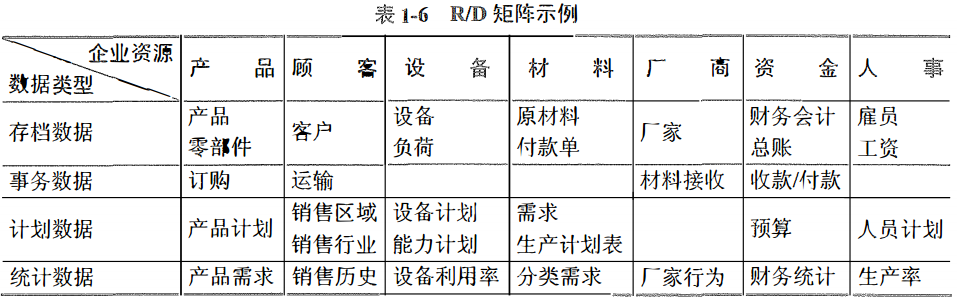 表1-6 R/D矩阵示例
企业资源
数据类型
产品 顾客 设备 材料 厂商 资金 人事
存档数据
产品
零部件
客户
设备
负荷
原材料
付款单
厂家
财务会计
总账
雇员
工资
事务数据 订购 运输 材料接收 收款/付款
计划数据
产品计划
销售区域
销售行业
设备计划
能力计划
需求
生产计划表
预算
人员计划
统计数据 产品需求 销售历史 设备利用率 分类需求 厂家行为 财务统计 生产率